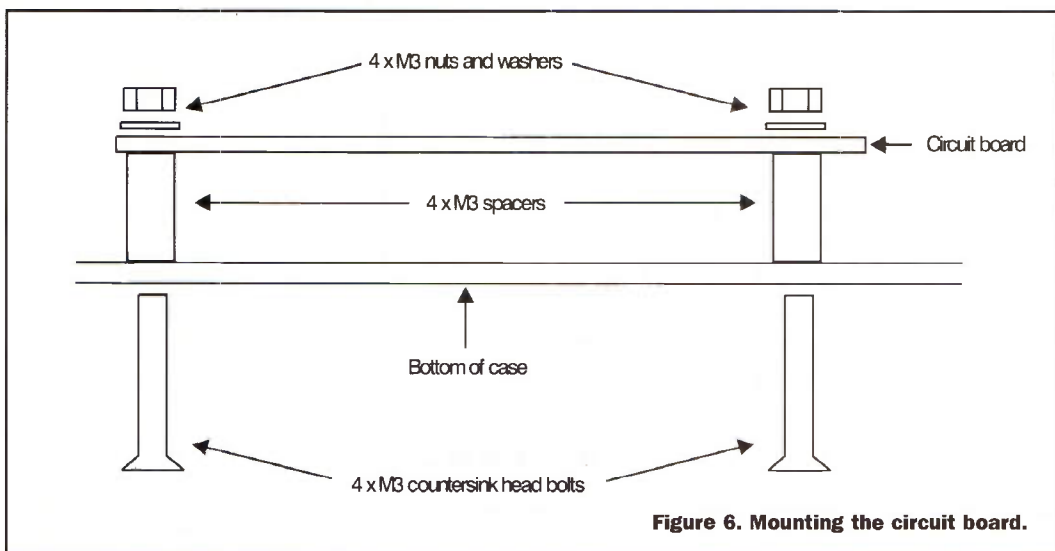 4 x M3 nuts and washers
Circuit board
4 x M3 spacers
Bottom of case
4 x M3 countersink head bolts
Figure 6. Mounting the circuit board.